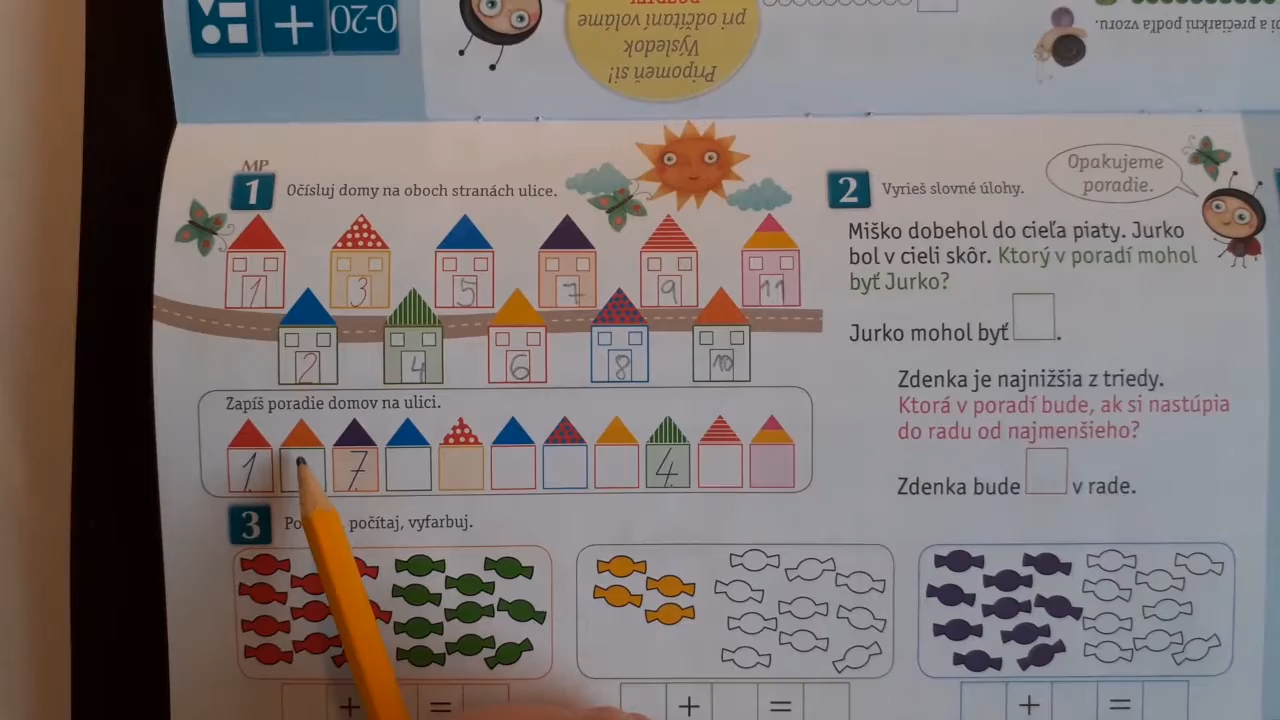 0-20
+
Pripomeň si!
Výsledok
pri odčítaní voláme
i prečiarkni podľa vzoru.
MP
1 Očísluj domy na oboch stranách ulice.
1 3 5 7 9 11
2 4 6 8 10
Zapíš poradie domov na ulici.
1. 7. 4.
2 Vyrieš slovné úlohy.
Opakujeme
poradie.
Miško dobehol do cieľa piaty. Jurko
bol v cieli skôr. Ktorý v poradí mohol
byť Jurko?
Jurko mohol byť .
Zdenka je najnižšia z triedy.
Ktorá v poradí bude, ak si nastúpia
do radu od najmenšieho?
Zdenka bude v rade.
3 počítaj, vyfarbuj.
+ =
+ =
+ =